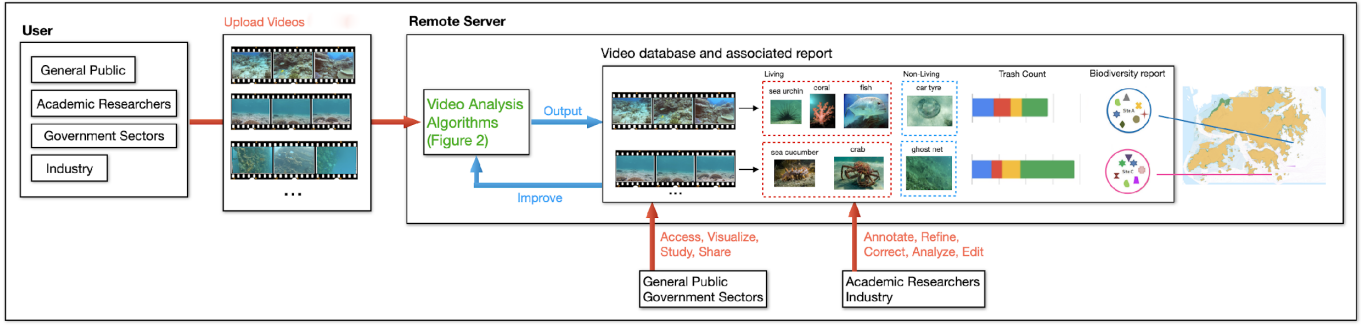 User
General Public
Academic Researchers
Government Sectors
Industry
Upload Videos
...
Remote Server
Video Analysis
Algorithms
(Figure 2)
Output
Improve
Video database and associated report
Living
Non-Living
Trash Count
Biodiversity report
sea urchin
coral
fish
car tyre
Site A
sea cucumber
crab
ghost net
Site C
...
Access, Visualize,
Study, Share
Annotate, Refine,
Correct, Analyze, Edit
General Public
Government Sectors
Academic Researchers
Industry